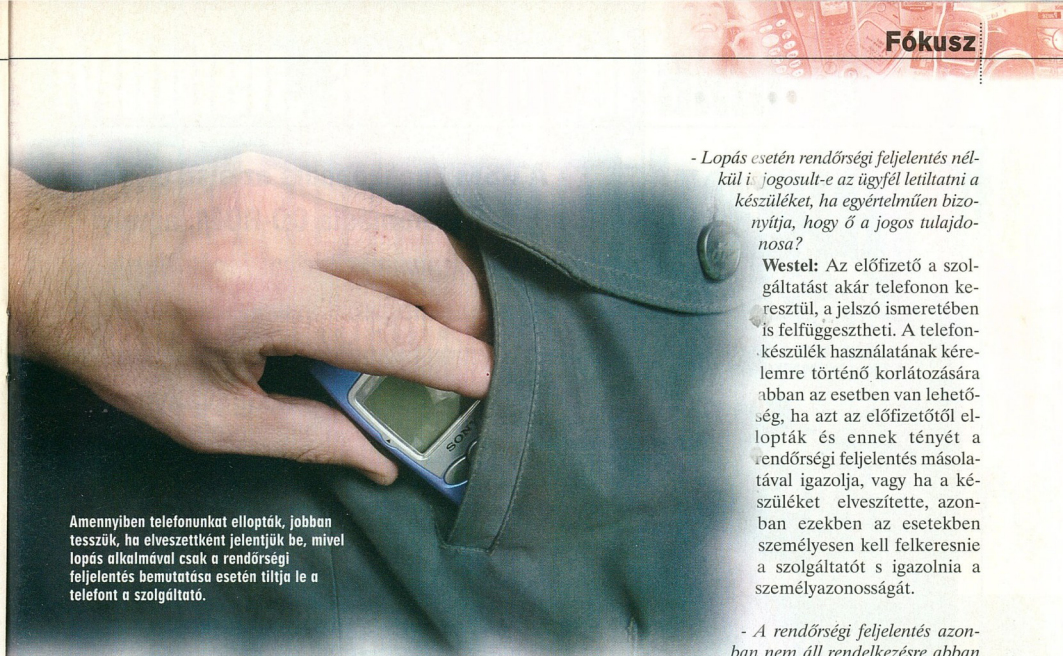 Fókusz
- Lopás esetén rendőrségi feljelentés nél-
kül is jogosult-e az ügyfél letiltatni a
készüléket, ha egyértelműen bizo-
nyítja, hogy ő a jogos tulajdo-
nosa?
Westel: Az előfizető a szol-
gáltatást akár telefonon ke-
resztül, a jelszó ismeretében
is felfüggesztheti. A telefon-
készülék használatának kére-
lemre történő korlátozására
abban az esetben van lehető-
ség, ha azt az előfizetőtől el-
lopták és ennek tényét a
rendőrségi feljelentés másola-
tával igazolja, vagy ha a ké-
szüléket elveszítette, azon-
ban ezekben az esetekben
személyesen kell felkeresnie
a szolgáltatót s igazolnia a
személyazonosságát.
- A rendőrségi feljelentés azon-
ban nem áll rendelkezésre abban
SONY
Amennyiben telefonunkat ellopták, jobban
tesszük, ha elveszettként jelentjük be, mivel
lopás alkalmával csak a rendőrségi
feljelentés bemutatása esetén tiltja le a
telefont a szolgáltató.